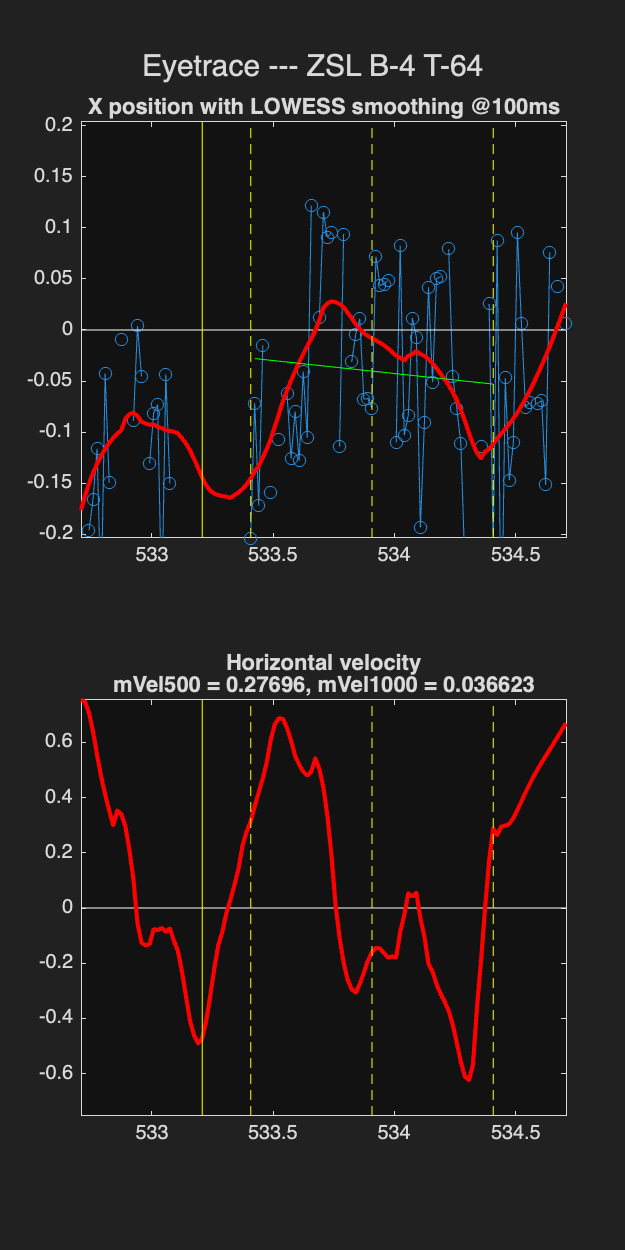 Eyetrace --- ZSL B-4 T-64
X position with LOWESS smoothing @100ms
0.2
0.15
0.1
0.05
0
-0.05
-0.1
-0.15
-0.2
533 533.5 534 534.5
Horizontal velocity
mVel500 = 0.27696, mVel1000 = 0.036623
0.6
0.4
0.2
0
-0.2
-0.4
-0.6
533 533.5 534 534.5